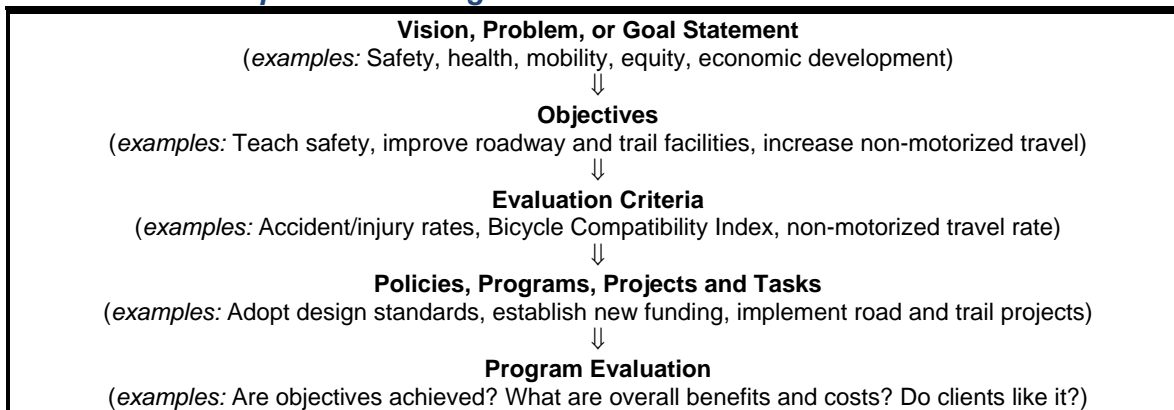 Vision, Problem, or Goal Statement
(examples: Safety, health, mobility, equity, economic development)
⇓
Objectives
(examples: Teach safety, improve roadway and trail facilities, increase non-motorized travel)
⇓
Evaluation Criteria
(examples: Accident/injury rates, Bicycle Compatibility Index, non-motorized travel rate)
⇓
Policies, Programs, Projects and Tasks
(examples: Adopt design standards, establish new funding, implement road and trail projects)
⇓
Program Evaluation
(examples: Are objectives achieved? What are overall benefits and costs? Do clients like it?)